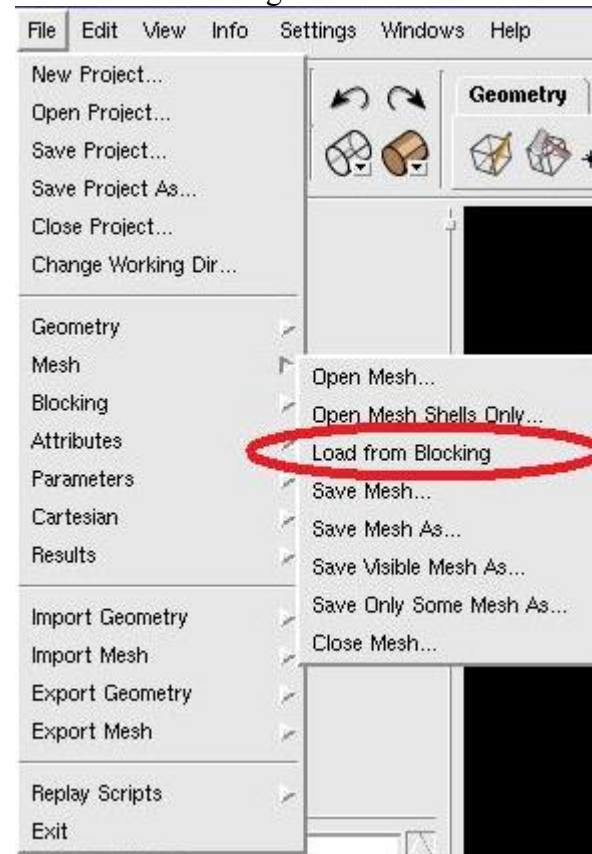 File Edit View Info Settings Windows Help
New Project...
Open Project...
Save Project...
Save Project As...
Close Project...
Change Working Dir...
Geometry
Geometry
Mesh
Blocking
Attributes
Parameters
Cartesian
Results
Open Mesh...
Open Mesh Shells Only...
Load from Blocking
Save Mesh...
Save Mesh As...
Save Visible Mesh As...
Save Only Some Mesh As...
Close Mesh...
Import Geometry
Import Mesh
Export Geometry
Export Mesh
Replay Scripts
Exit